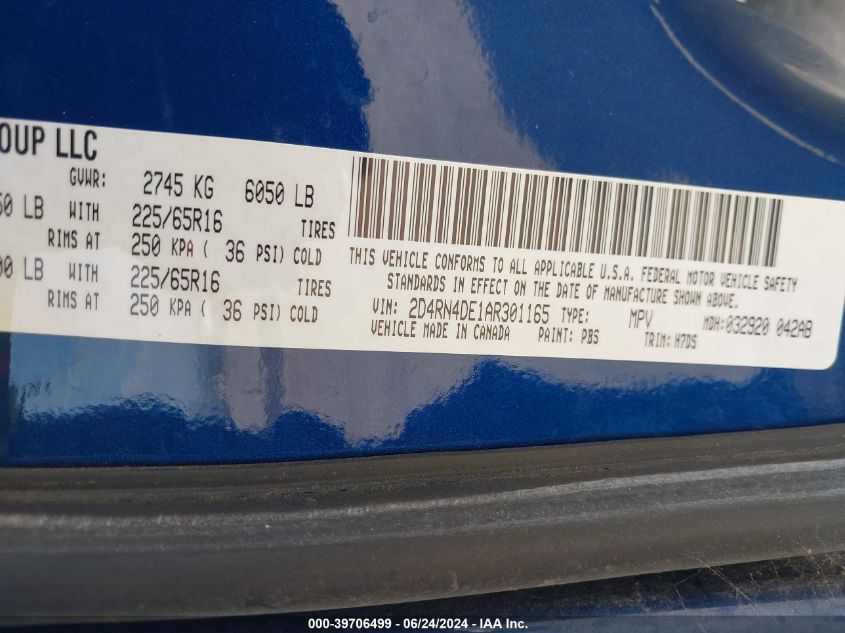 OUP LLC
GVWR: 2745 KG 6050 LB
50 LB WITH 225/65R16 TIRES
RIMS AT 250 KPA ( 36 PSI) COLD
00 LB WITH 225/65R16 TIRES
RIMS AT 250 KPA ( 36 PSI) COLD
THIS VEHICLE CONFORMS TO ALL APPLICABLE U.S.A. FEDERAL MOTOR VEHICLE SAFETY
STANDARDS IN EFFECT ON THE DATE OF MANUFACTURE SHOWN ABOVE.
VIN: 2D4RN4DE1AR301165 TYPE: MPV MDH:032920 042AB
VEHICLE MADE IN CANADA PAINT: PBS TRIM: H7DS
000-39706499 - 06/24/2024 - IAA Inc.